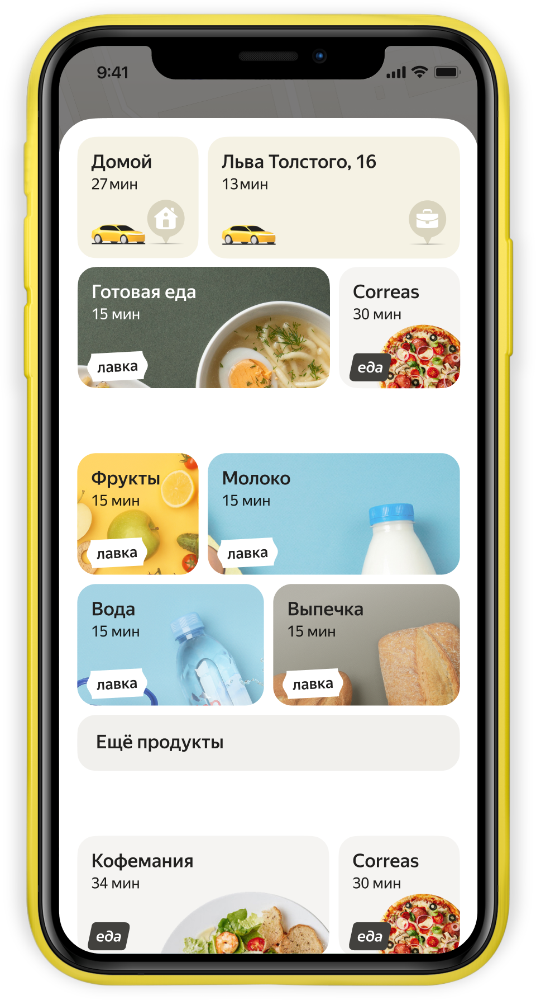 9:41
Домой
27 мин
Льва Толстого, 16
13 мин
Готовая еда
15 мин
лавка
Correas
30 мин
еда
Фрукты
15 мин
лавка
Молоко
15 мин
лавка
Вода
15 мин
лавка
Выпечка
15 мин
лавка
Ещё продукты
Кофемания
34 мин
еда
Correas
30 мин
еда